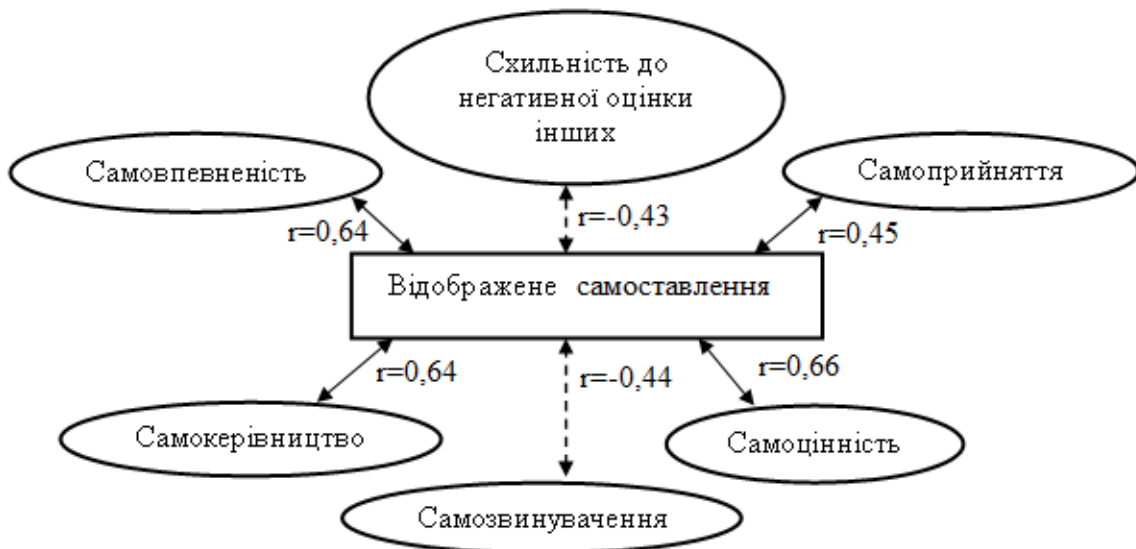 Схильність до
негативної оцінки
інших
Самовпевненість
Самоприйняття
r=0,64
r=-0,43
r=0,45
Відображене самоставлення
r=0,64
r=-0,44
r=0,66
Самокерівництво
Самоцінність
Самозвинувачення